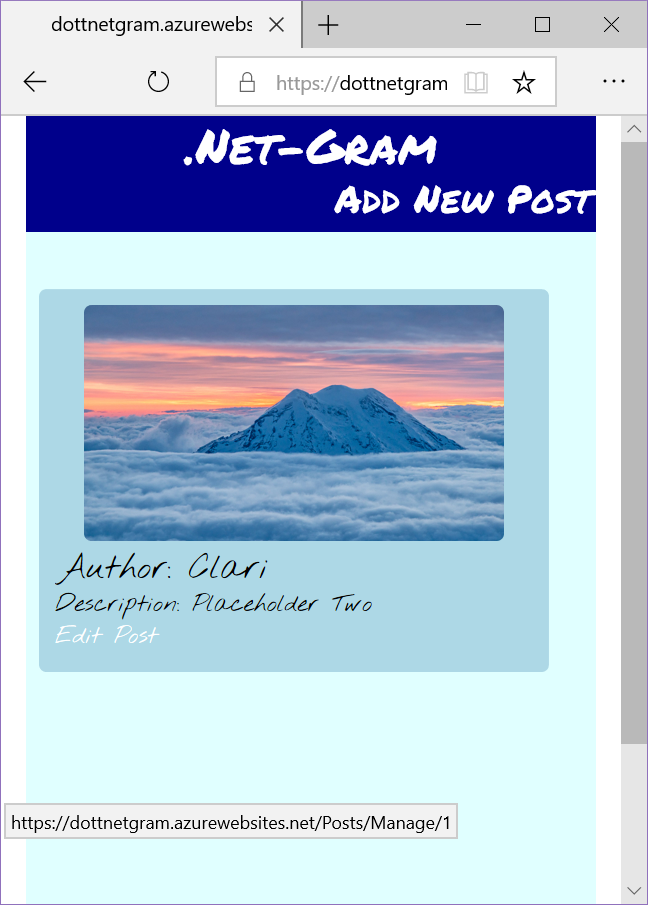 dottnetgram.azurewebs
https://dottnetgram
.Net-Gram
Add New Post
Author: Clari
Description: Placeholder Two
Edit Post
https://dottnetgram.azurewebsites.net/Posts/Manage/1